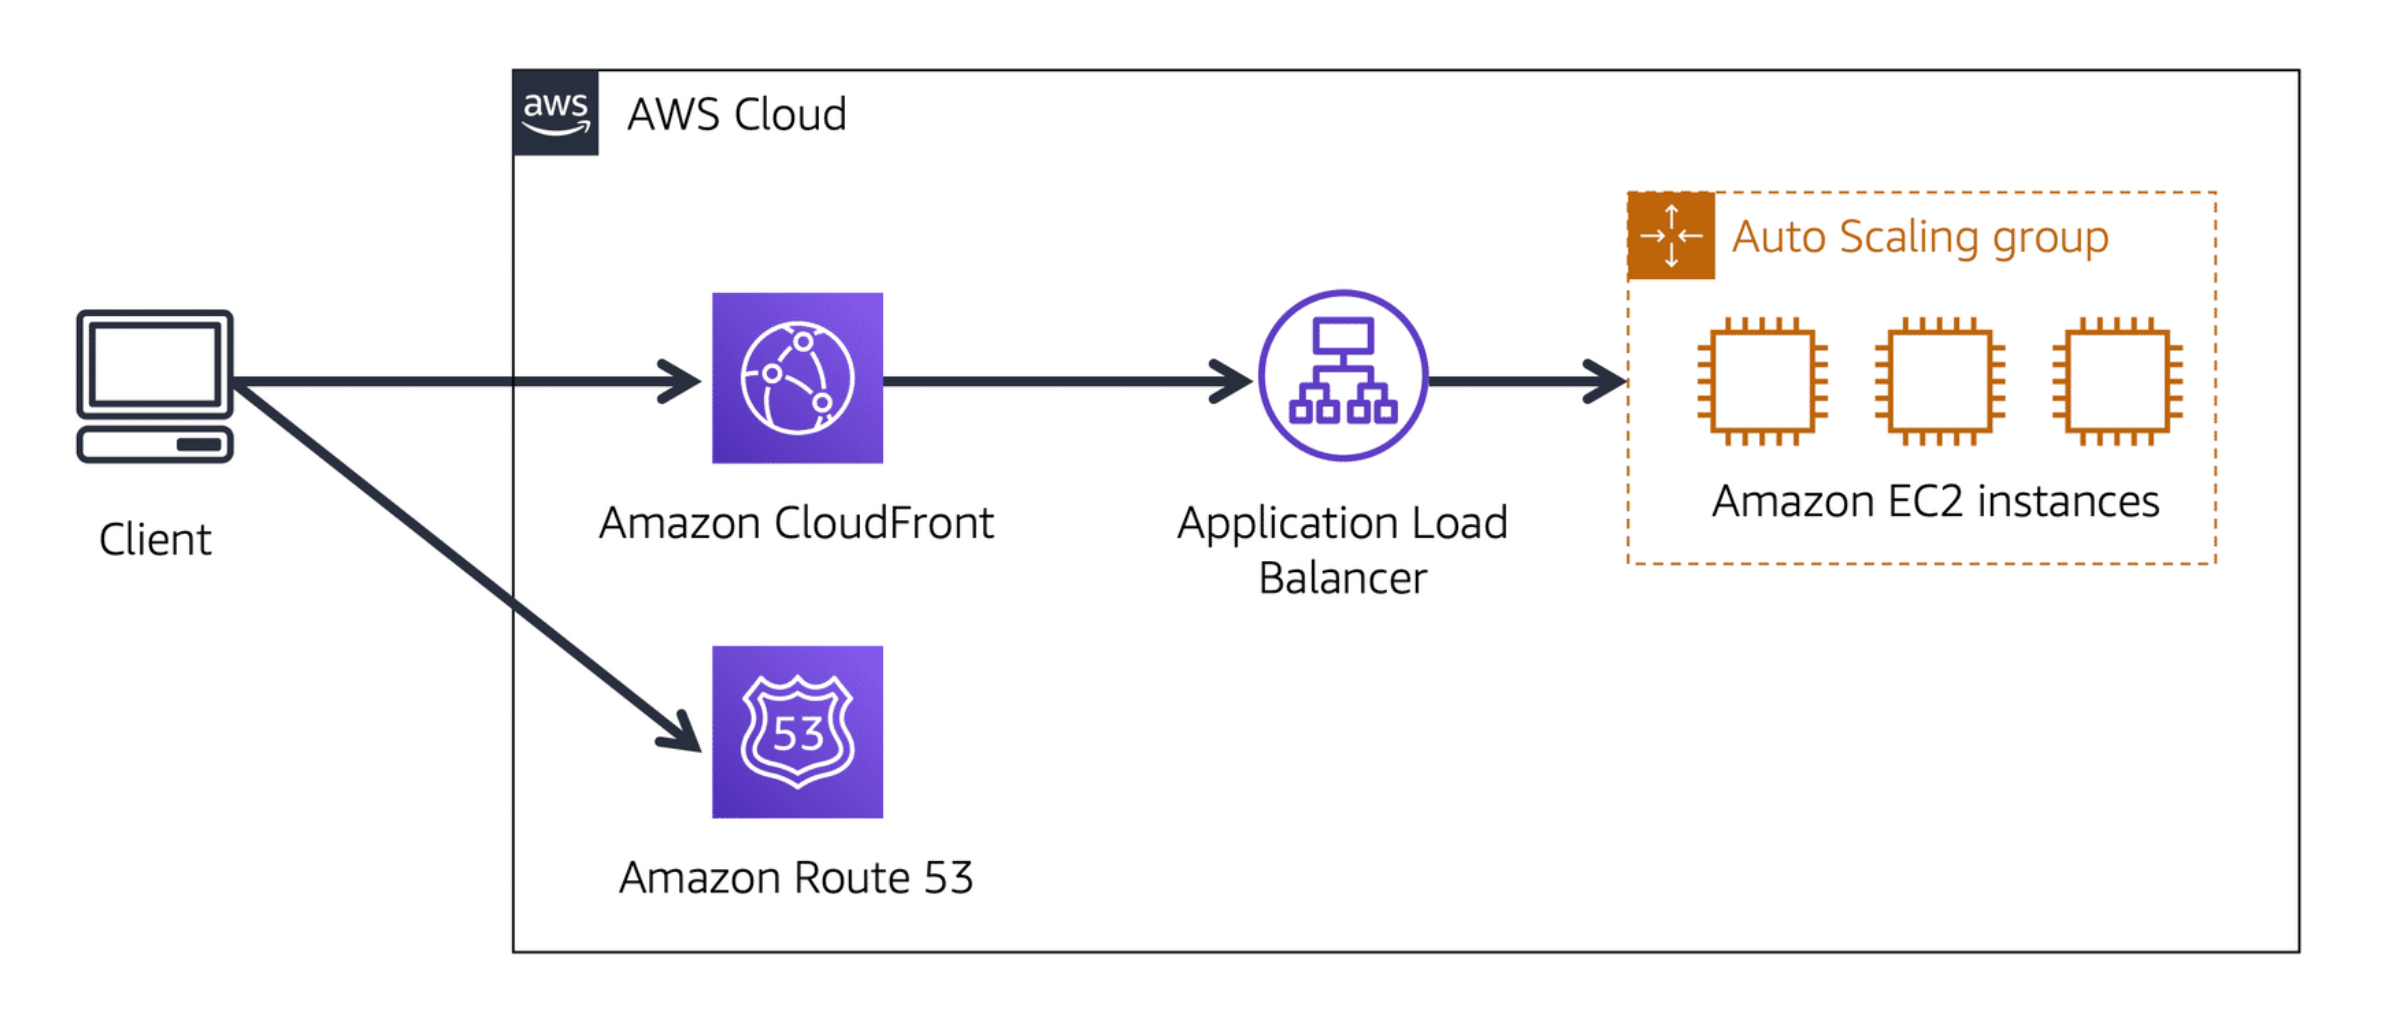 aws
AWS Cloud
Auto Scaling group
Client
Amazon CloudFront
Application Load
Balancer
Amazon EC2 instances
53
Amazon Route 53